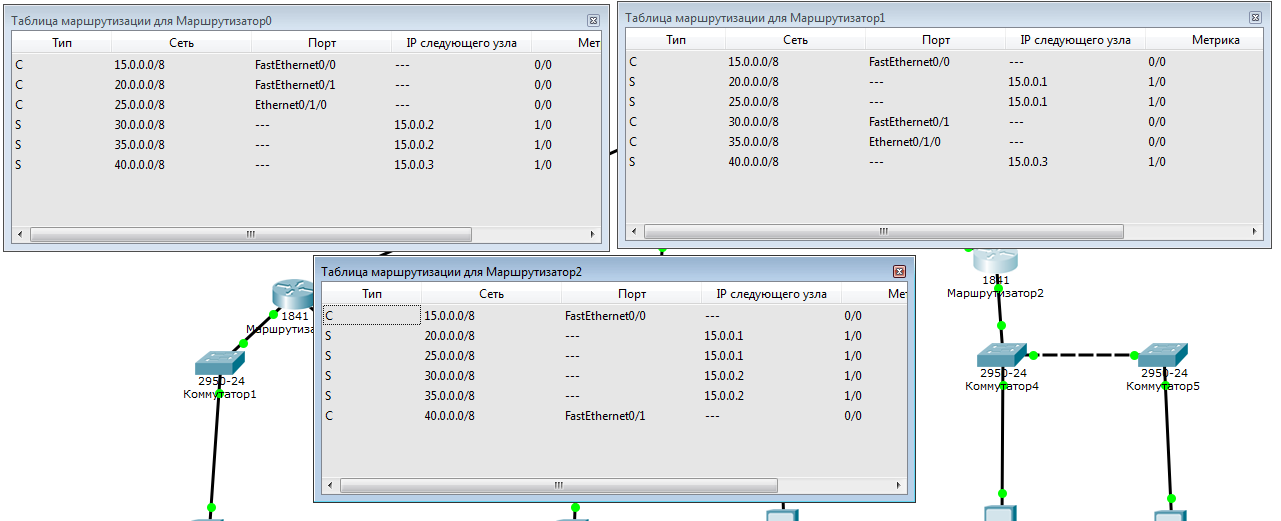 Таблица маршрутизации для Маршрутизатор0
Тип Сеть Порт IP следующего узла Мет
C 15.0.0.0/8 FastEthernet0/0 --- 0/0
C 20.0.0.0/8 FastEthernet0/1 --- 0/0
C 25.0.0.0/8 Ethernet0/1/0 --- 0/0
S 30.0.0.0/8 --- 15.0.0.2 1/0
S 35.0.0.0/8 --- 15.0.0.2 1/0
S 40.0.0.0/8 --- 15.0.0.3 1/0
Таблица маршрутизации для Маршрутизатор1
Тип Сеть Порт IP следующего узла Метрика
C 15.0.0.0/8 FastEthernet0/0 --- 0/0
S 20.0.0.0/8 --- 15.0.0.1 1/0
S 25.0.0.0/8 --- 15.0.0.1 1/0
C 30.0.0.0/8 FastEthernet0/1 --- 0/0
C 35.0.0.0/8 Ethernet0/1/0 --- 0/0
S 40.0.0.0/8 --- 15.0.0.3 1/0
Таблица маршрутизации для Маршрутизатор2
Тип Сеть Порт IP следующего узла Мет
C 15.0.0.0/8 FastEthernet0/0 --- 0/0
S 20.0.0.0/8 --- 15.0.0.1 1/0
S 25.0.0.0/8 --- 15.0.0.1 1/0
S 30.0.0.0/8 --- 15.0.0.2 1/0
S 35.0.0.0/8 --- 15.0.0.2 1/0
C 40.0.0.0/8 FastEthernet0/1 --- 0/0
1841
Маршрутиза
2950-24
Коммутатор1
1841
Маршрутизатор2
2950-24
Коммутатор4
2950-24
Коммутатор5